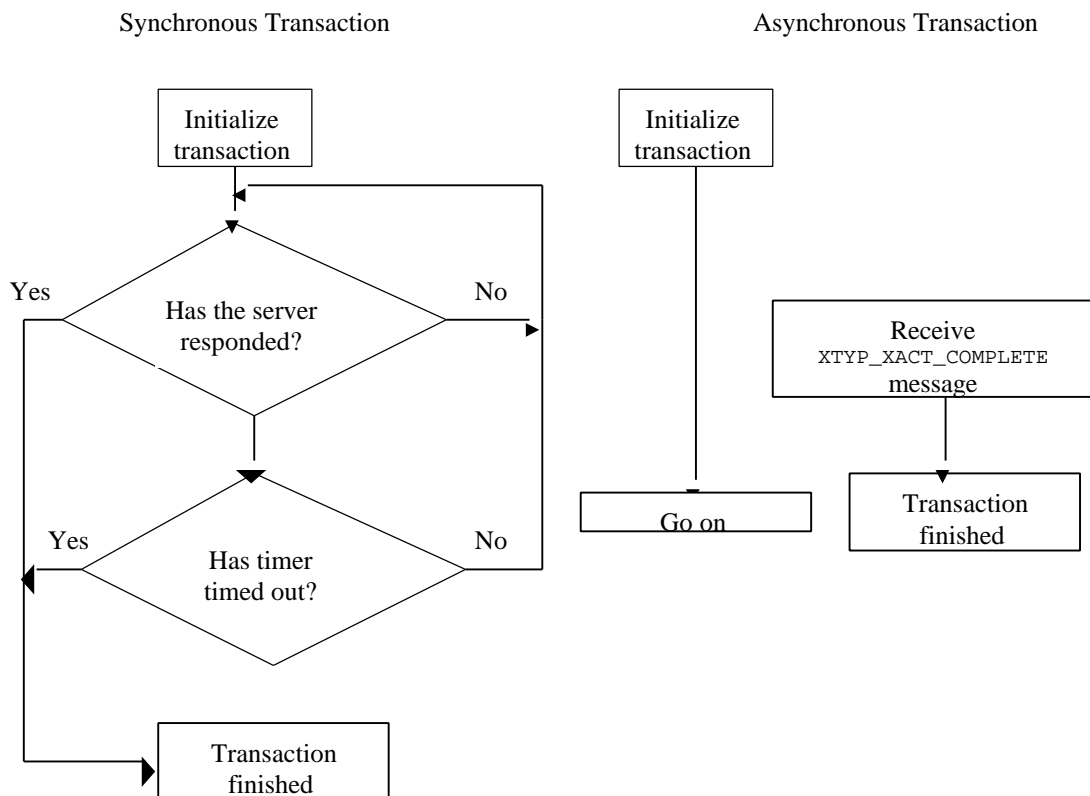 Synchronous Transaction
Asynchronous Transaction
Initialize
transaction
Yes
No
Has the server
responded?
Yes
No
Has timer
timed out?
Transaction
finished
Initialize
transaction
Go on
Receive
XTYP_XACT_COMPLETE
message
Transaction
finished